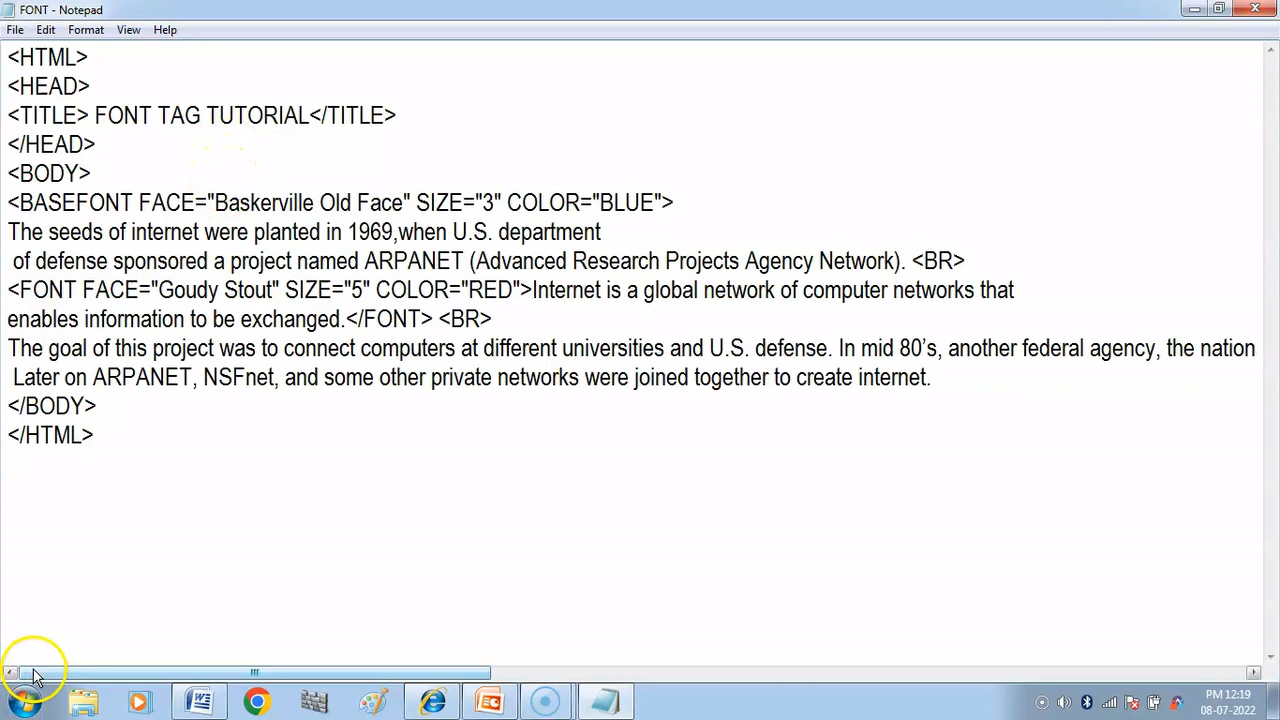 FONT - Notepad
File Edit Format View Help
<HTML>
<HEAD>
<TITLE> FONT TAG TUTORIAL</TITLE>
</HEAD>
<BODY>
<BASEFONT FACE="Baskerville Old Face" SIZE="3" COLOR="BLUE">
The seeds of internet were planted in 1969,when U.S. department
of defense sponsored a project named ARPANET (Advanced Research Projects Agency Network). <BR>
<FONT FACE="Goudy Stout" SIZE="5" COLOR="RED">Internet is a global network of computer networks that
enables information to be exchanged.</FONT> <BR>
The goal of this project was to connect computers at different universities and U.S. defense. In mid 80’s, another federal agency, the nation
Later on ARPANET, NSFnet, and some other private networks were joined together to create internet.
</BODY>
</HTML>
PM 12:19
08-07-2022